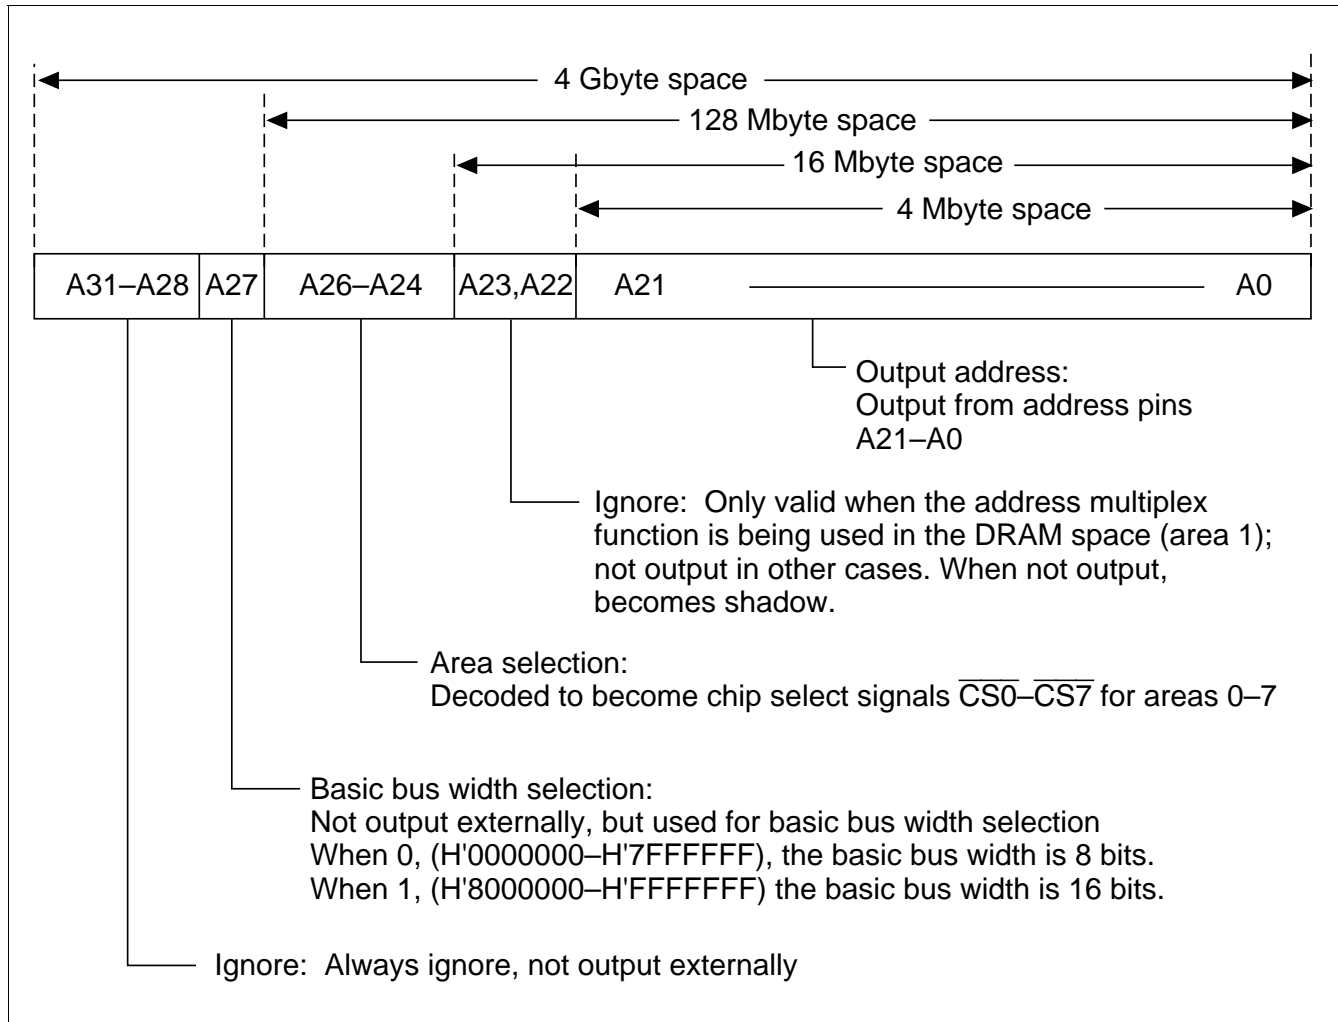 4 Gbyte space
128 Mbyte space
16 Mbyte space
4 Mbyte space
A31–A28 A27 A26–A24 A23,A22 A21 A0
Output address:
Output from address pins
A21–A0
Ignore: Only valid when the address multiplex
function is being used in the DRAM space (area 1);
not output in other cases. When not output,
becomes shadow.
Area selection:
Decoded to become chip select signals C̅S̅0̅–C̅S̅7̅ for areas 0–7
Basic bus width selection:
Not output externally, but used for basic bus width selection
When 0, (H'0000000–H'7FFFFFF), the basic bus width is 8 bits.
When 1, (H'8000000–H'FFFFFFF) the basic bus width is 16 bits.
Ignore: Always ignore, not output externally